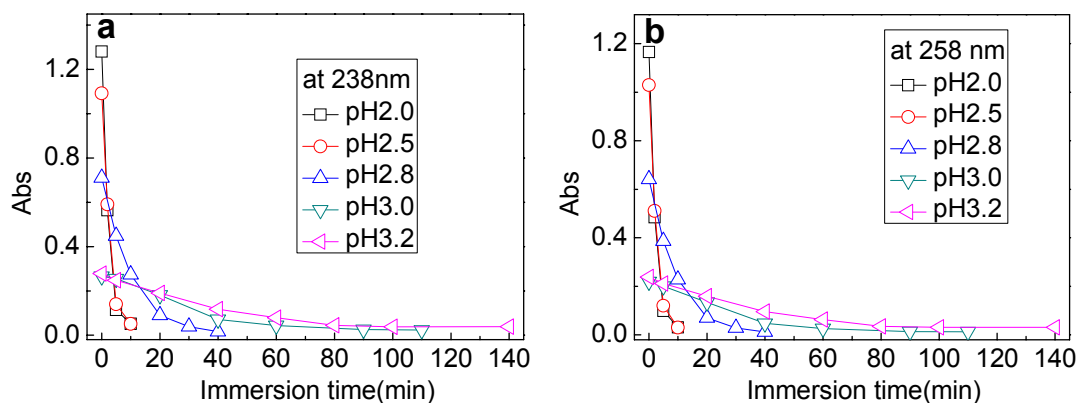 a
at 238nm
pH2.0
pH2.5
pH2.8
pH3.0
pH3.2
Abs
1.2
0.8
0.4
0.0
0 20 40 60 80 100 120 140
Immersion time(min)
b
at 258 nm
pH2.0
pH2.5
pH2.8
pH3.0
pH3.2
Abs
1.2
0.8
0.4
0.0
0 20 40 60 80 100 120 140
Immersion time(min)